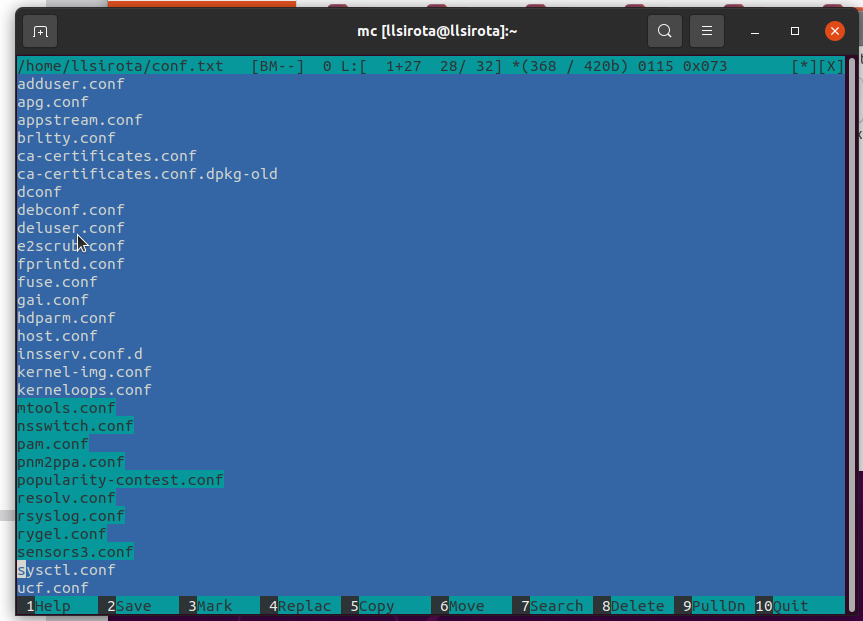 mc [llsirota@llsirota]:~
/home/llsirota/conf.txt   [BM--]  0 L:[  1+27  28/ 32] *(368 / 420b) 0115 0x073       [*][X]
adduser.conf
apg.conf
appstream.conf
brltty.conf
ca-certificates.conf
ca-certificates.conf.dpkg-old
dconf
debconf.conf
deluser.conf
e2scrub.conf
fprintd.conf
fuse.conf
gai.conf
hdparm.conf
host.conf
insserv.conf.d
kernel-img.conf
kerneloops.conf
mtools.conf
nsswitch.conf
pam.conf
pnm2ppa.conf
popularity-contest.conf
resolv.conf
rsyslog.conf
rygel.conf
sensors3.conf
sysctl.conf
ucf.conf
1Help 2Save 3Mark 4Replac 5Copy 6Move 7Search 8Delete 9PullDn 10Quit